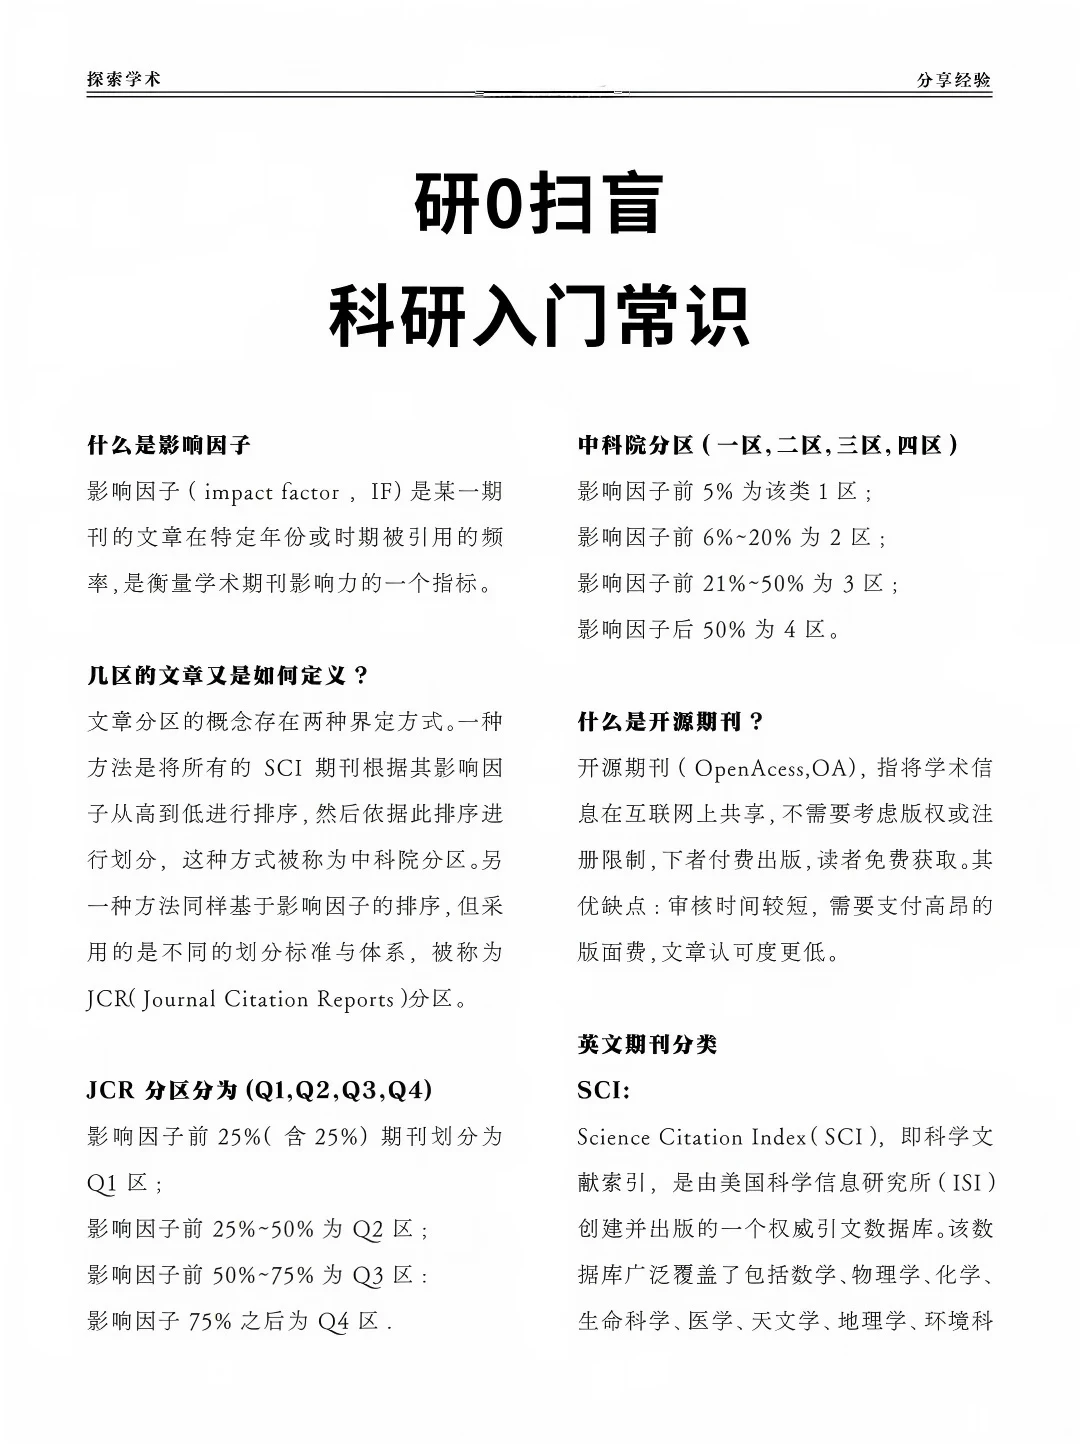 探索学术
分享经验
研0扫盲
科研入门常识
什么是影响因子
影响因子（impact factor，IF)是某一期
刊的文章在特定年份或时期被引用的频
率,是衡量学术期刊影响力的一个指标。
几区的文章又是如何定义？
文章分区的概念存在两种界定方式。一种
方法是将所有的 SCI 期刊根据其影响因
子从高到低进行排序,然后依据此排序进
行划分，这种方式被称为中科院分区。另
一种方法同样基于影响因子的排序,但采
用的是不同的划分标准与体系，被称为
JCR(Journal Citation Reports)分区。
JCR 分区分为(Q1,Q2,Q3,Q4)
影响因子前25%(含25%) 期刊划分为
Q1 区；
影响因子前 25%~50% 为 Q2 区；
影响因子前 50%~75% 为 Q3 区:
影响因子 75% 之后为 Q4 区.
中科院分区(一区,二区,三区,四区)
影响因子前 5% 为该类1区；
影响因子前 6%~20% 为 2 区；
影响因子前 21%~50% 为 3 区；
影响因子后 50% 为 4 区。
什么是开源期刊？
开源期刊（OpenAcess,OA)，指将学术信
息在互联网上共享,不需要考虑版权或注
册限制,下者付费出版,读者免费获取。其
优缺点：审核时间较短，需要支付高昂的
版面费,文章认可度更低。
英文期刊分类
SCI:
Science Citation Index(SCI)，即科学文
献索引，是由美国科学信息研究所(ISI)
创建并出版的一个权威引文数据库。该数
据库广泛覆盖了包括数学、物理学、化学、
生命科学、医学、天文学、地理学、环境科